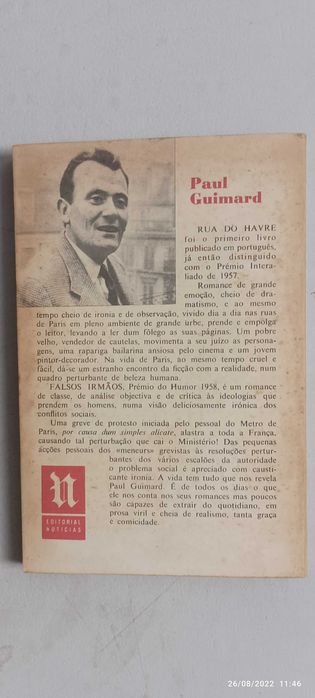 Paul
Guimard
RUA DO HAVRE
foi o primeiro livro
publicado em português,
já então distinguido
com o Prémio Intera-
liado de 1957.
Romance de grande
emoção, cheio de dra-
matismo, e ao mesmo
tempo cheio de ironia e de observação, vivido dia a dia nas ruas
de Paris em pleno ambiente de grande urbe, prende e empolga
o leitor, levando a ler dum fôlego as suas páginas. Um pobre
velho, vendedor de cautelas, movimenta a seu juízo as persona-
gens, uma rapariga bailarina ansiosa pelo cinema e um jovem
pintor-decorador. Na vida de Paris, ao mesmo tempo cruel e
fácil, dá-se um estranho encontro da ficção com a realidade, num
quadro perturbante de beleza humana.
FALSOS IRMÃOS, Prémio do Humor 1958, é um romance
de classe, de análise objectiva e de crítica às ideologias que
prendem os homens, numa visão deliciosamente irónica dos
conflitos sociais.
Uma greve de protesto iniciada pelo pessoal do Metro de
Paris, por causa dum simples alicate, alastra a toda a França,
causando tal perturbação que cai o Ministério! Das pequenas
acções pessoais dos «meneurs» grevistas às resoluções pertur-
bantes dos vários escalões da autoridade
o problema social é apreciado com causti-
cante ironia. A vida tem tudo que nos revela
Paul Guimard. É de todos os dias o que
ele nos conta nos seus romances mas poucos
são capazes de extrair do quotidiano, em
prosa viril e cheia de realismo, tanta graça
e comicidade.
N
EDITORIAL
NOTÍCIAS
26/08/2022 11:46